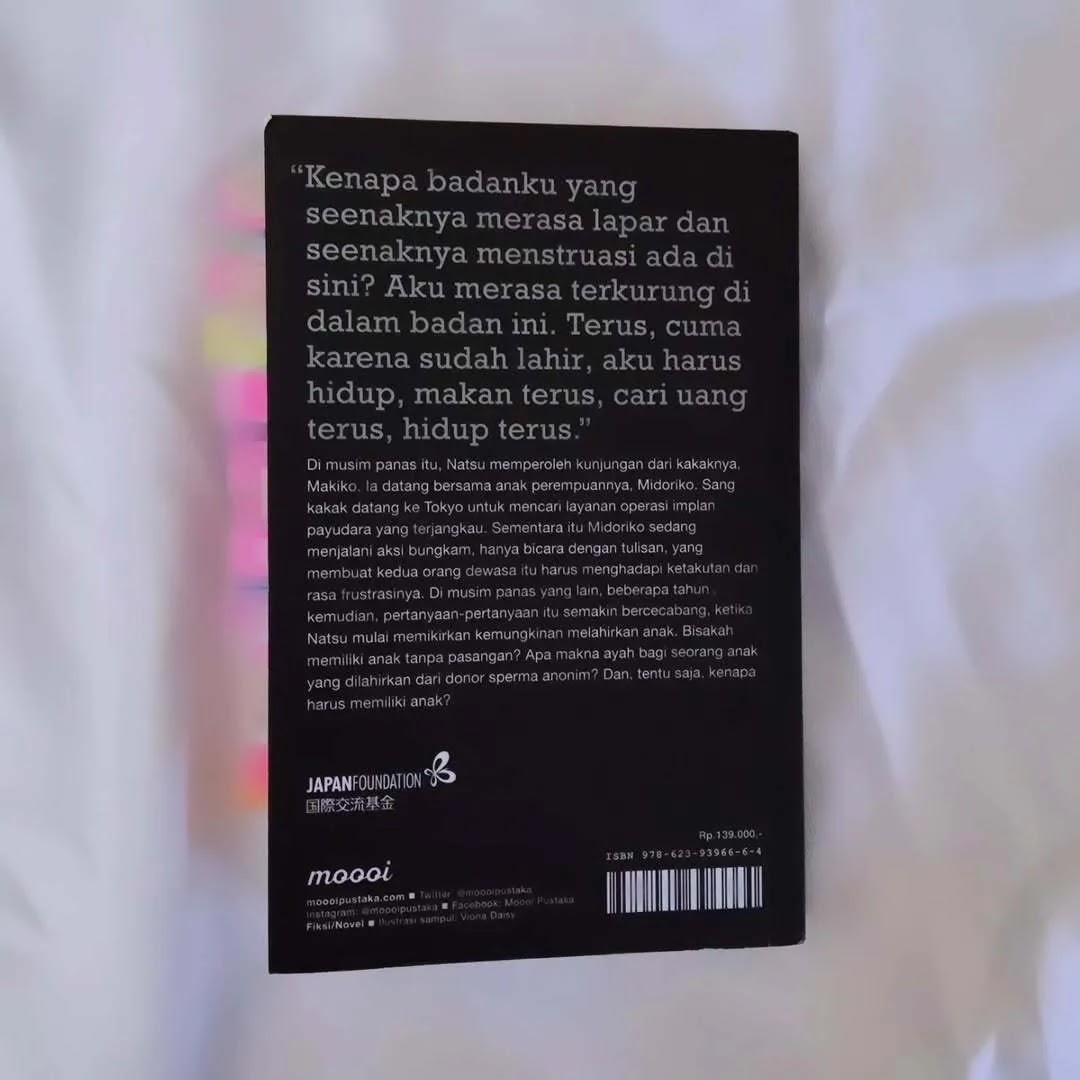 “Kenapa badanku yang
seenaknya merasa lapar dan
seenaknya menstruasi ada di
sini? Aku merasa terkurung di
dalam badan ini. Terus, cuma
karena sudah lahir, aku harus
hidup, makan terus, cari uang
terus, hidup terus.”
Di musim panas itu, Natsu memperoleh kunjungan dari kakaknya,
Makiko. Ia datang bersama anak perempuannya, Midoriko. Sang
kakak datang ke Tokyo untuk mencari layanan operasi implan
payudara yang terjangkau. Sementara itu Midoriko sedang
menjalani aksi bungkam, hanya bicara dengan tulisan, yang
membuat kedua orang dewasa itu harus menghadapi ketakutan dan
rasa frustrasinya. Di musim panas yang lain, beberapa tahun
kemudian, pertanyaan-pertanyaan itu semakin bercecabang, ketika
Natsu mulai memikirkan kemungkinan melahirkan anak. Bisakah
memiliki anak tanpa pasangan? Apa makna ayah bagi seorang anak
yang dilahirkan dari donor sperma anonim? Dan, tentu saja, kenapa
harus memiliki anak?
JAPANFOUNDATION
国際交流基金
Rp.139.000,-
ISBN 978-623-93966-6-4
moooi
moooipustaka.com ■ Twitter: @moooipustaka
Instagram: @moooipustaka ■ Facebook: Moooi Pustaka
Fiksi/Novel ■ Ilustrasi sampul: Viona Daisy